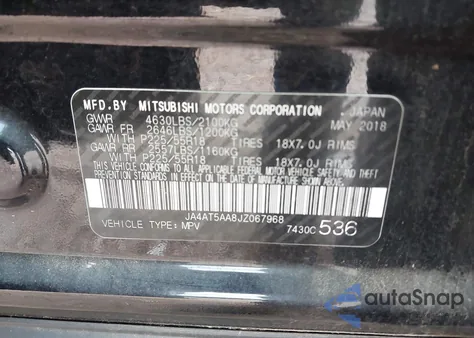 MFD.BY MITSUBISHI MOTORS CORPORATION . JAPAN
GVWR 4630LBS/2100KG MAY 2018
GAWR FR 2646LBS/1200KG
WITH P225/55R18 TIRES 18X7.0J RIMS
GAWR RR 2557LBS/1160KG
WITH P225/55R18 TIRES 18X7.0J RIMS
THIS VEHICLE CONFORMS TO ALL APPLICABLE
FEDERAL MOTOR VEHICLE SAFETY AND
THEFT PREVENTION STANDARDS IN EFFECT ON
THE DATE OF MANUFACTURE SHOWN ABOVE.
JA4AT5AA8JZ067968
VEHICLE TYPE: MPV 7430C 536
autoSnap